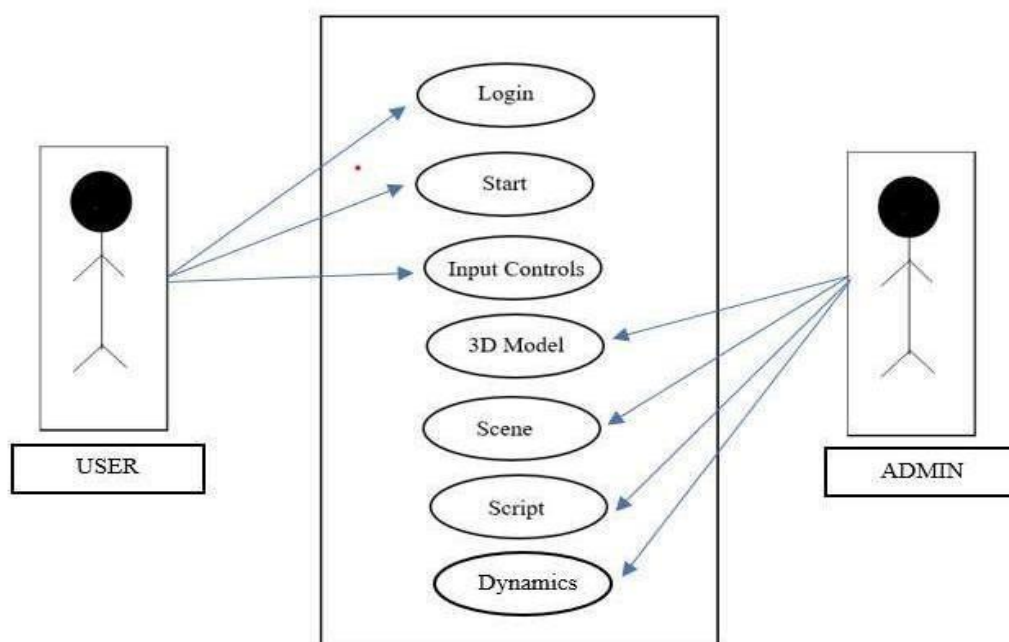 Login
Start
Input Controls
3D Model
Scene
Script
Dynamics
USER
ADMIN